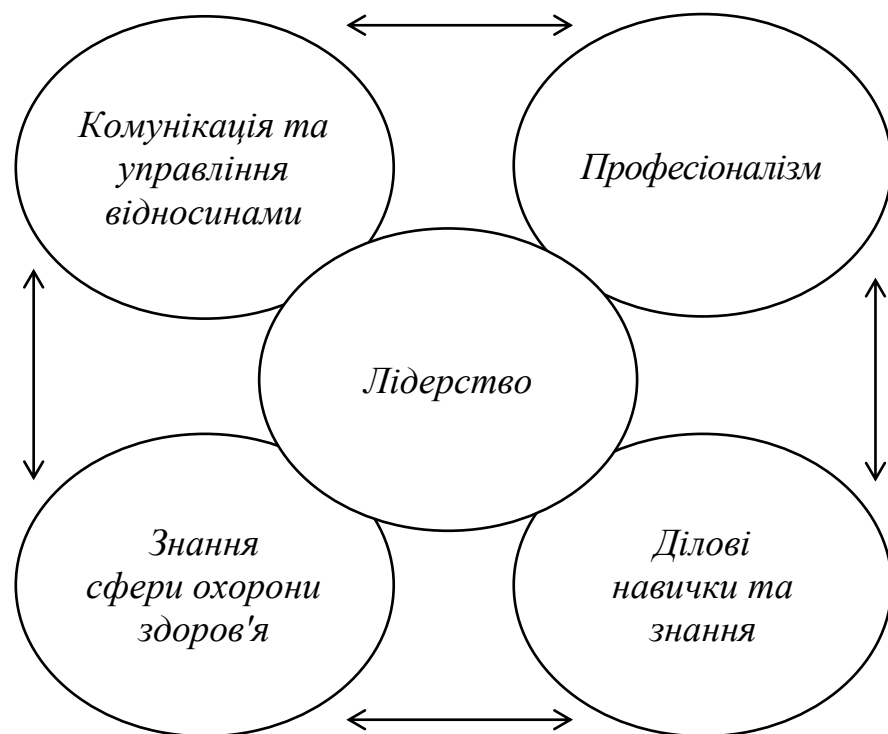 Комунікація та
управління
відносинами
Професіоналізм
Лідерство
Знання
сфери охорони
здоров'я
Ділові
навички та
знання